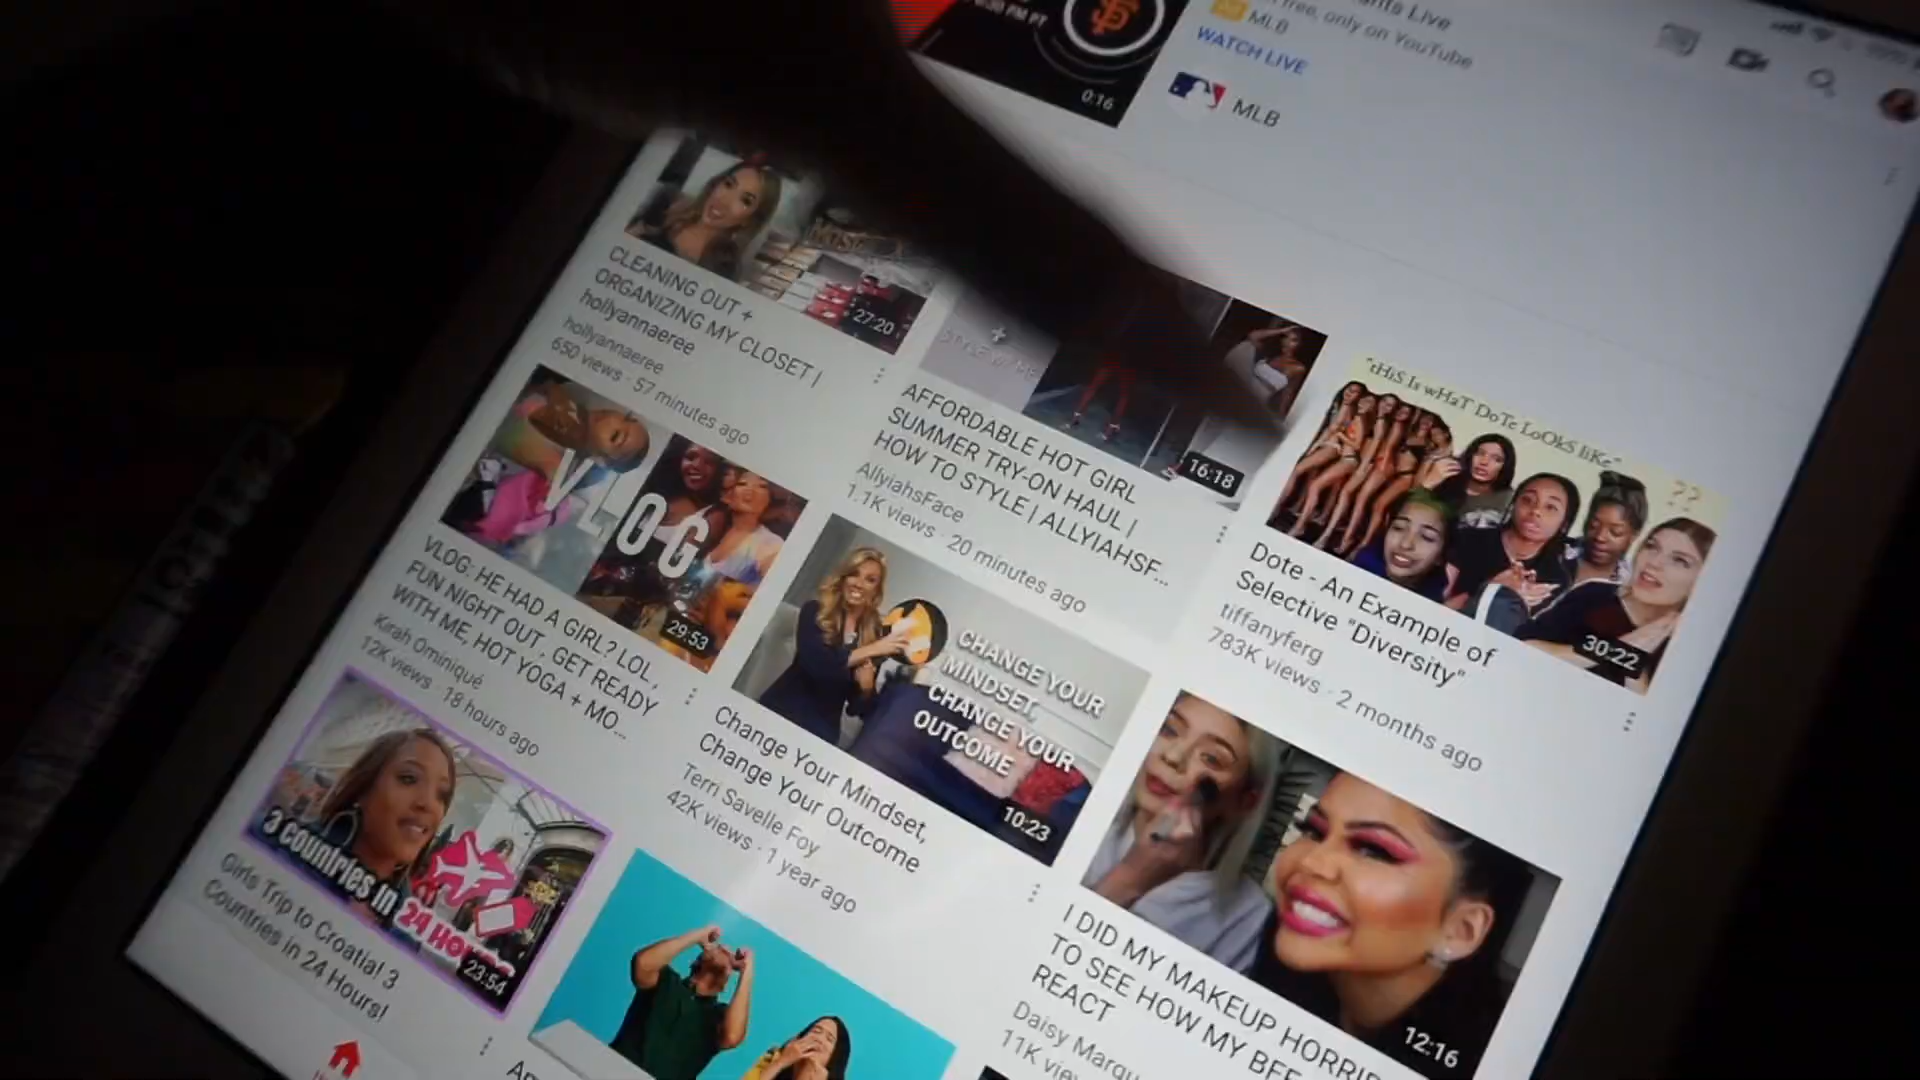 Live
free, only on YouTube
MLB
WATCH LIVE
MLB
PM PT
0:16
27:20
CLEANING OUT +
ORGANIZING MY CLOSET |
hollyannaeree
hollyannaeree
650 views · 57 minutes ago
16:18
AFFORDABLE HOT GIRL
SUMMER TRY-ON HAUL |
HOW TO STYLE | ALLYIAHSF...
AllyiahsFace
1.1K views · 20 minutes ago
"tHiS Is wHaT DoTe LoOkS liKe"
??
30:22
Dote - An Example of
Selective "Diversity"
tiffanyferg
783K views · 2 months ago
VLOG
29:53
VLOG: HE HAD A GIRL? LOL,
FUN NIGHT OUT, GET READY
WITH ME, HOT YOGA + MO...
Kirah Ominiqué
12K views · 18 hours ago
CHANGE YOUR
MINDSET,
CHANGE YOUR
OUTCOME
10:23
Change Your Mindset,
Change Your Outcome
Terri Savelle Foy
42K views · 1 year ago
12:16
I DID MY MAKEUP
TO SEE HOW MY
REACT
Daisy
11K
3 COUNTRIES IN
24
23:54
Girls Trip to Croatia! 3
Countries in 24 Hours!